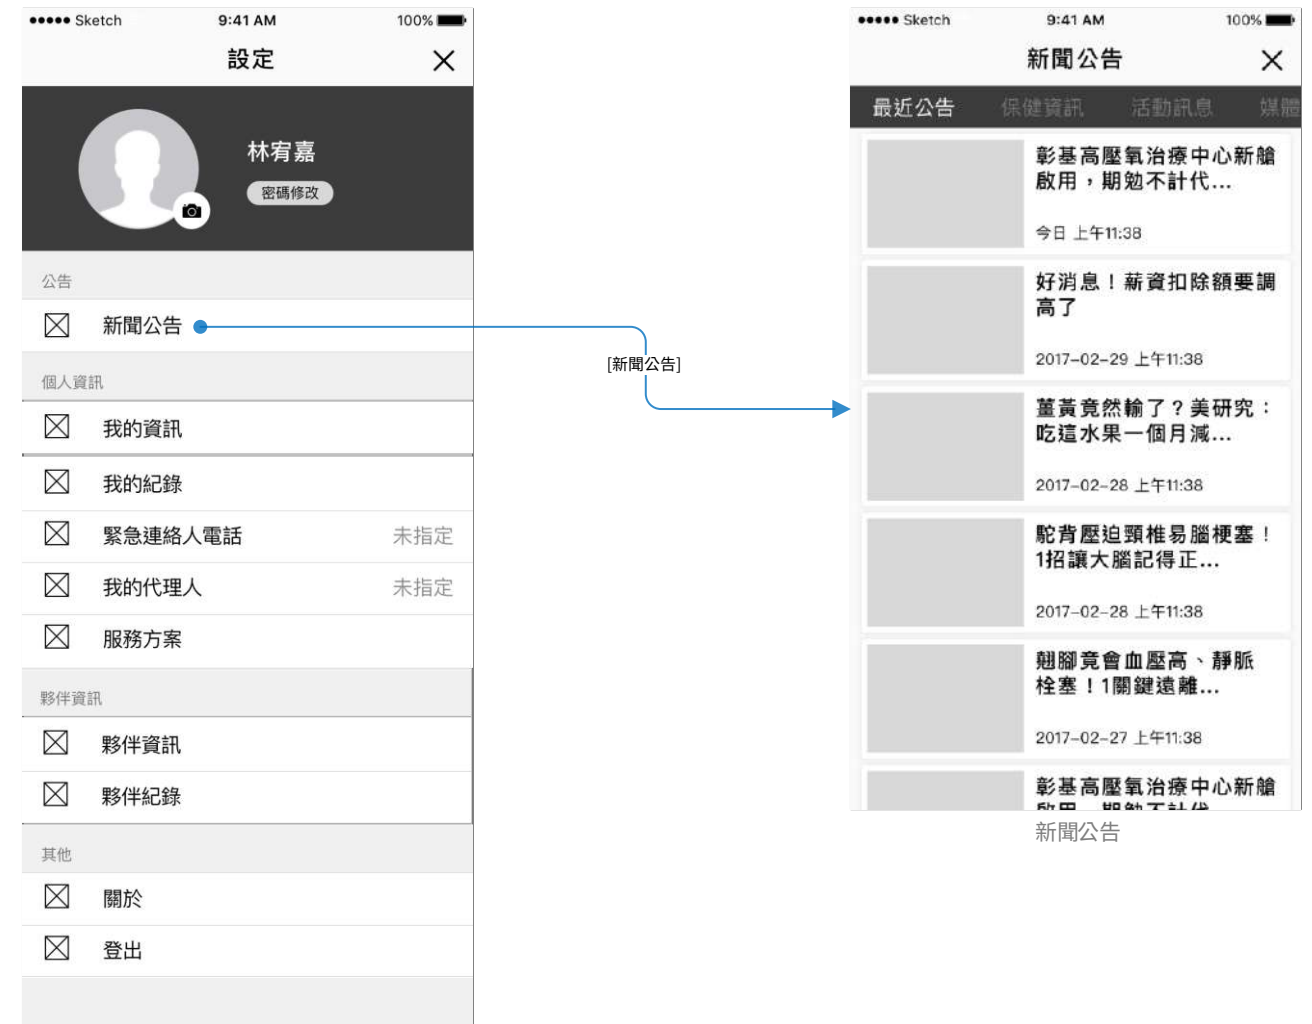 Sketch 9:41 AM 100%
設定
林宥嘉
密碼修改
公告
新聞公告
個人資訊
我的資訊
我的紀錄
緊急連絡人電話 未指定
我的代理人 未指定
服務方案
夥伴資訊
夥伴資訊
夥伴紀錄
其他
關於
登出
[新聞公告]
Sketch 9:41 AM 100%
新聞公告
最近公告 保健資訊 活動訊息 媒體
彰基高壓氧治療中心新艙
啟用，期勉不計代...
今日 上午11:38
好消息！薪資扣除額要調
高了
2017-02-29 上午11:38
薑黃竟然輸了？美研究：
吃這水果一個月減...
2017-02-28 上午11:38
駝背壓迫頸椎易腦梗塞！
1招讓大腦記得正...
2017-02-28 上午11:38
翹腳竟會血壓高、靜脈
栓塞！1關鍵遠離...
2017-02-27 上午11:38
彰基高壓氧治療中心新艙
新聞公告